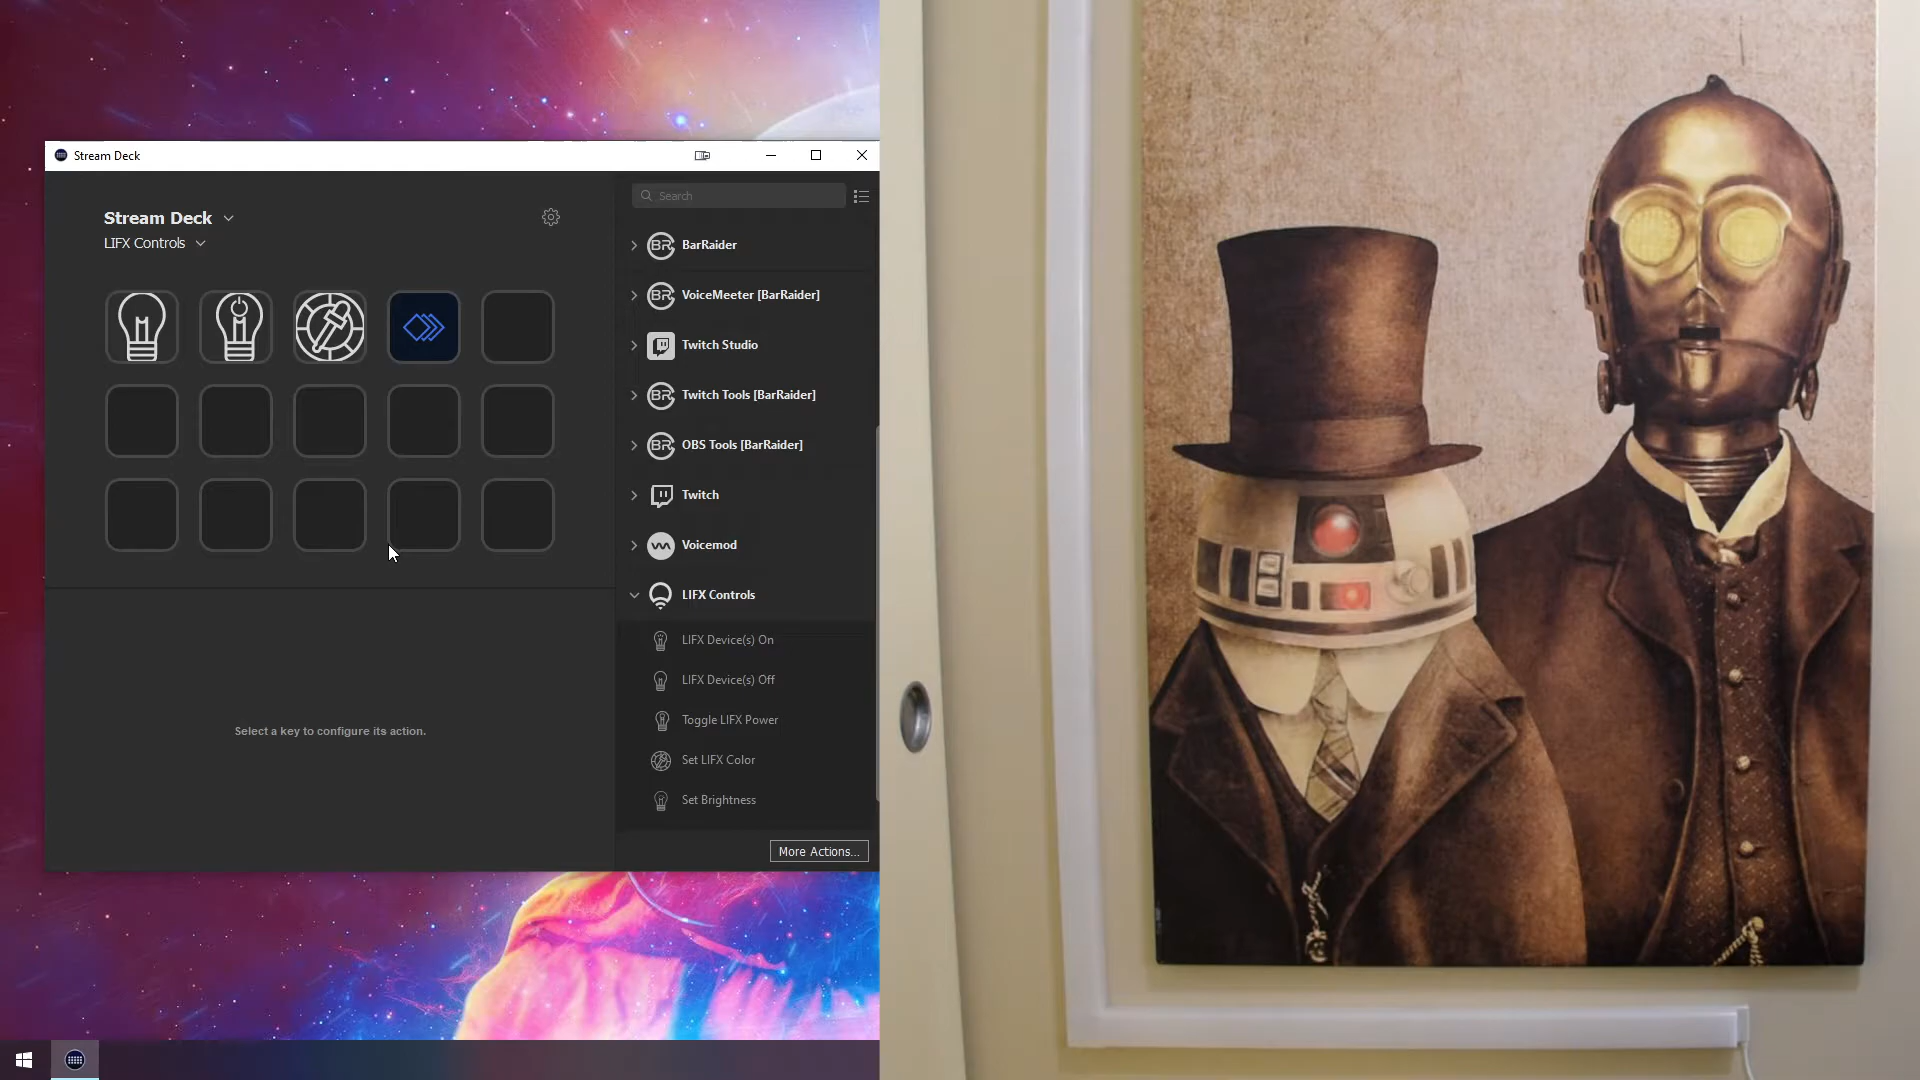 Stream Deck
Stream Deck
LIFX Controls
Search
BarRaider
VoiceMeeter [BarRaider]
Twitch Studio
Twitch Tools [BarRaider]
OBS Tools [BarRaider]
Twitch
Voicemod
LIFX Controls
LIFX Device(s) On
LIFX Device(s) Off
Toggle LIFX Power
Set LIFX Color
Set Brightness
Select a key to configure its action.
More Actions...